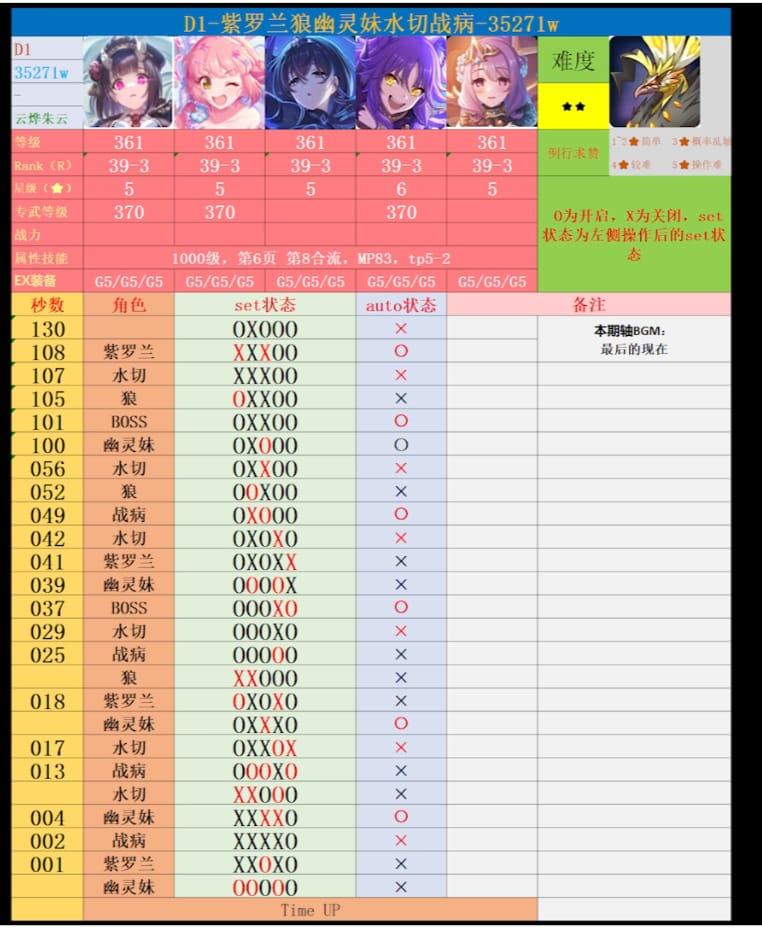 D1-紫罗兰狼幽灵妹水切战病-35271w
D1
35271w
-
云烨朱云
难度
★★
等级 361 361 361 361 361
Rank（R） 39-3 39-3 39-3 39-3 39-3
星级（★） 5 5 5 6 5
专武等级 370 370 370
战力
属性技能 1000级，第6页 第8合流，MP83，tp5-2
EX装备 G5/G5/G5 G5/G5/G5 G5/G5/G5 G5/G5/G5 G5/G5/G5
例行求赞
1~2★简单 3★概率乱轴
4★较难 5★操作难
O为开启，X为关闭，set
状态为左侧操作后的set状
态
秒数 角色 set状态 auto状态 备注
130 OXOOO ×
本期轴BGM：
最后的现在
108 紫罗兰 XXXOO O
107 水切 XXXOO ×
105 狼 OXXOO ×
101 BOSS OXXOO O
100 幽灵妹 OXOOO O
056 水切 OXXOO ×
052 狼 OOXOO ×
049 战病 OXOOO O
042 水切 OXOXO ×
041 紫罗兰 OXOXX ×
039 幽灵妹 OOOOX ×
037 BOSS OOOXO O
029 水切 OOOXO ×
025 战病 OOOOO ×
狼 XXOOO ×
018 紫罗兰 OXOXO ×
幽灵妹 OXXXO O
017 水切 OXXOX ×
013 战病 OOOXO ×
水切 XXOOO ×
004 幽灵妹 XXXXO O
002 战病 XXXXO ×
001 紫罗兰 XXOXO ×
幽灵妹 OOOOO ×
Time UP